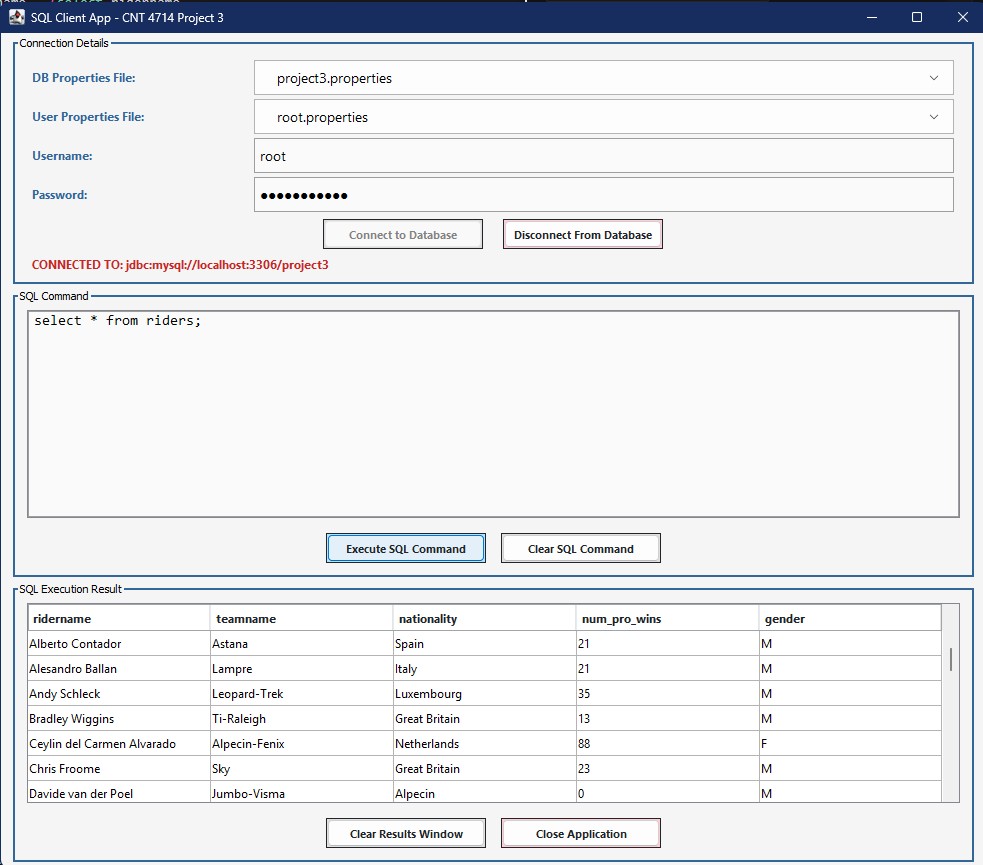 SQL Client App - CNT 4714 Project 3
Connection Details
DB Properties File: project3.properties
User Properties File: root.properties
Username: root
Password: ●●●●●●●●●●●
Connect to Database Disconnect From Database
CONNECTED TO: jdbc:mysql://localhost:3306/project3
SQL Command
select * from riders;
Execute SQL Command Clear SQL Command
SQL Execution Result
ridername teamname nationality num_pro_wins gender
Alberto Contador Astana Spain 21 M
Alesandro Ballan Lampre Italy 21 M
Andy Schleck Leopard-Trek Luxembourg 35 M
Bradley Wiggins Ti-Raleigh Great Britain 13 M
Ceylin del Carmen Alvarado Alpecin-Fenix Netherlands 88 F
Chris Froome Sky Great Britain 23 M
Davide van der Poel Jumbo-Visma Alpecin 0 M
Clear Results Window Close Application